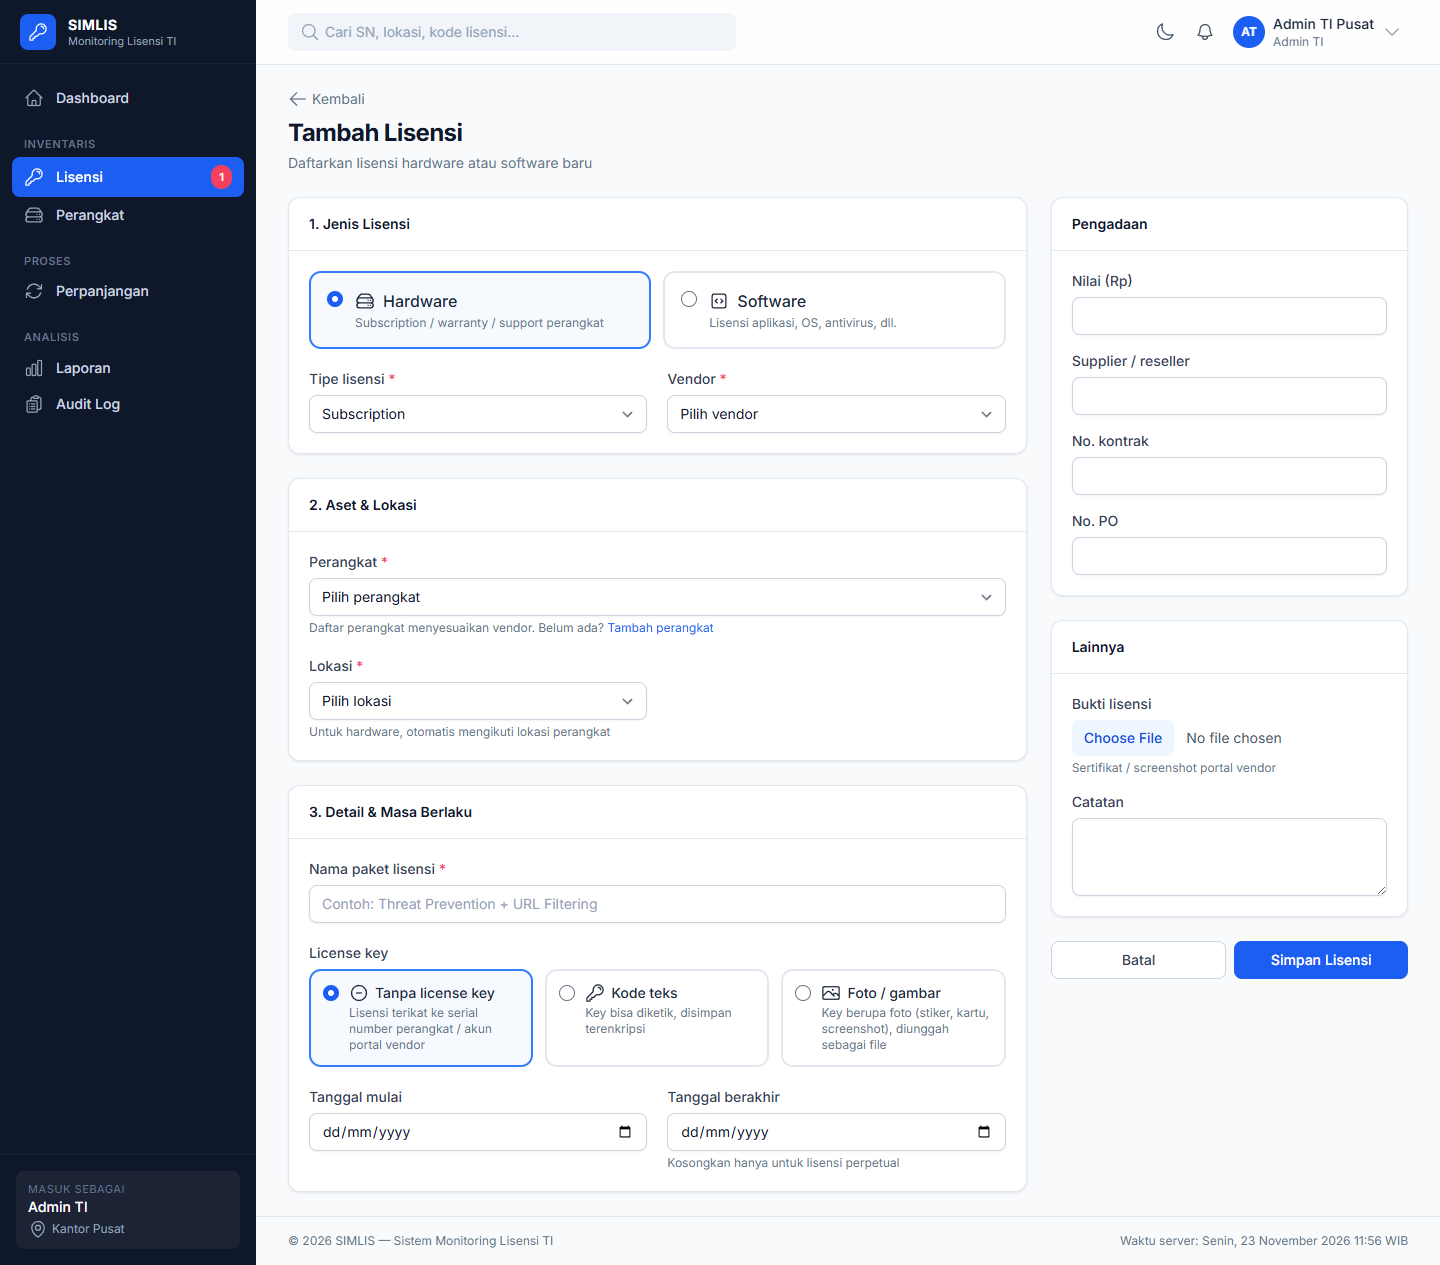 SIMLIS
Monitoring Lisensi TI
Dashboard
INVENTARIS
Lisensi
1
Perangkat
PROSES
Perpanjangan
ANALISIS
Laporan
Audit Log
MASUK SEBAGAI
Admin TI
Kantor Pusat
Cari SN, lokasi, kode lisensi...
AT
Admin TI Pusat
Admin TI
Kembali
Tambah Lisensi
Daftarkan lisensi hardware atau software baru
1. Jenis Lisensi
Hardware
Subscription / warranty / support perangkat
Software
Lisensi aplikasi, OS, antivirus, dll.
Tipe lisensi *
Subscription
Vendor *
Pilih vendor
2. Aset & Lokasi
Perangkat *
Pilih perangkat
Daftar perangkat menyesuaikan vendor. Belum ada? Tambah perangkat
Lokasi *
Pilih lokasi
Untuk hardware, otomatis mengikuti lokasi perangkat
3. Detail & Masa Berlaku
Nama paket lisensi *
Contoh: Threat Prevention + URL Filtering
License key
Tanpa license key
Lisensi terikat ke serial
number perangkat / akun
portal vendor
Kode teks
Key bisa diketik, disimpan
terenkripsi
Foto / gambar
Key berupa foto (stiker, kartu,
screenshot), diunggah
sebagai file
Tanggal mulai
dd/mm/yyyy
Tanggal berakhir
dd/mm/yyyy
Kosongkan hanya untuk lisensi perpetual
Pengadaan
Nilai (Rp)
Supplier / reseller
No. kontrak
No. PO
Lainnya
Bukti lisensi
Choose File
No file chosen
Sertifikat / screenshot portal vendor
Catatan
Batal
Simpan Lisensi
© 2026 SIMLIS — Sistem Monitoring Lisensi TI
Waktu server: Senin, 23 November 2026 11:56 WIB